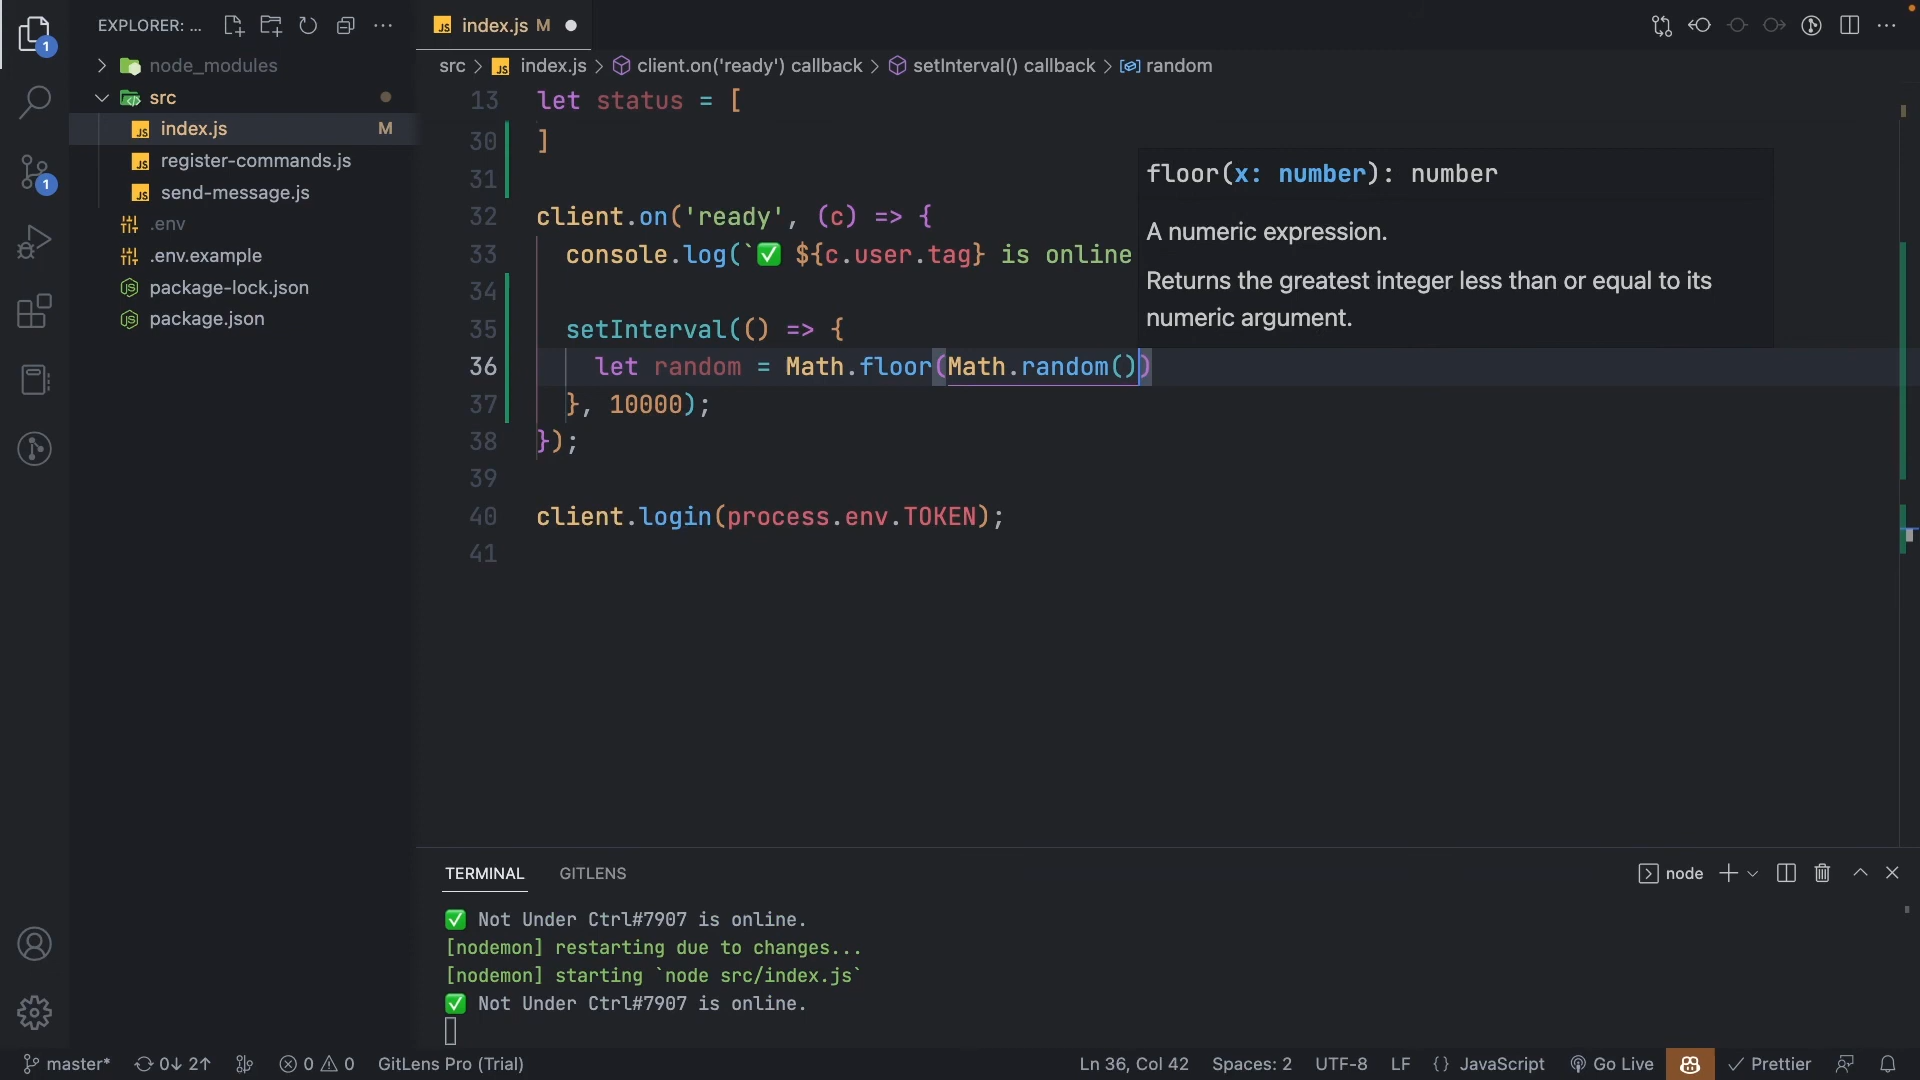 EXPLORER: ...
node_modules
src
index.js M
register-commands.js
send-message.js
.env
.env.example
package-lock.json
package.json
1
1
index.js M
src > index.js > client.on('ready') callback > setInterval() callback > random
13 let status = [
30 ]
31
32 client.on('ready', (c) => {
33 console.log(`✅ ${c.user.tag} is online
34
35 setInterval(() => {
36 let random = Math.floor(Math.random())
37 }, 10000);
38 });
39
40 client.login(process.env.TOKEN);
41
floor(x: number): number
A numeric expression.
Returns the greatest integer less than or equal to its
numeric argument.
TERMINAL GITLENS
node
✅ Not Under Ctrl#7907 is online.
[nodemon] restarting due to changes...
[nodemon] starting `node src/index.js`
✅ Not Under Ctrl#7907 is online.
master* 0↓ 2↑ 0 0 GitLens Pro (Trial)
Ln 36, Col 42 Spaces: 2 UTF-8 LF {} JavaScript Go Live Prettier